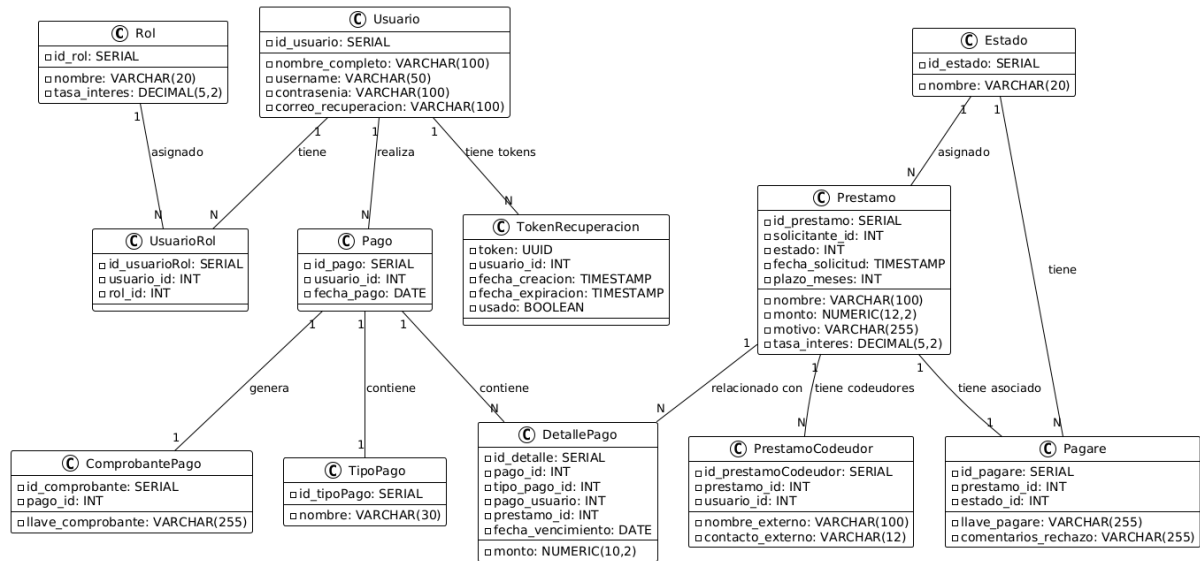 C Rol
id_rol: SERIAL
nombre: VARCHAR(20)
tasa_interes: DECIMAL(5,2)
C Usuario
id_usuario: SERIAL
nombre_completo: VARCHAR(100)
username: VARCHAR(50)
contrasenia: VARCHAR(100)
correo_recuperacion: VARCHAR(100)
C Estado
id_estado: SERIAL
nombre: VARCHAR(20)
1
asignado
N
1
tiene
N
1
realiza
N
1
tiene tokens
N
1
asignado
N
1
tiene
N
C UsuarioRol
id_usuarioRol: SERIAL
usuario_id: INT
rol_id: INT
C Pago
id_pago: SERIAL
usuario_id: INT
fecha_pago: DATE
C TokenRecuperacion
token: UUID
usuario_id: INT
fecha_creacion: TIMESTAMP
fecha_expiracion: TIMESTAMP
usado: BOOLEAN
C Prestamo
id_prestamo: SERIAL
solicitante_id: INT
estado: INT
fecha_solicitud: TIMESTAMP
plazo_meses: INT
nombre: VARCHAR(100)
monto: NUMERIC(12,2)
motivo: VARCHAR(255)
tasa_interes: DECIMAL(5,2)
1
genera
1
1
contiene
1
1
contiene
N
1
relacionado con
N
1
tiene codeudores
N
1
tiene asociado
1
C ComprobantePago
id_comprobante: SERIAL
pago_id: INT
llave_comprobante: VARCHAR(255)
C TipoPago
id_tipoPago: SERIAL
nombre: VARCHAR(30)
C DetallePago
id_detalle: SERIAL
pago_id: INT
tipo_pago_id: INT
pago_usuario: INT
prestamo_id: INT
fecha_vencimiento: DATE
monto: NUMERIC(10,2)
C PrestamoCodeudor
id_prestamoCodeudor: SERIAL
prestamo_id: INT
usuario_id: INT
nombre_externo: VARCHAR(100)
contacto_externo: VARCHAR(12)
C Pagare
id_pagare: SERIAL
prestamo_id: INT
estado_id: INT
llave_pagare: VARCHAR(255)
comentarios_rechazo: VARCHAR(255)